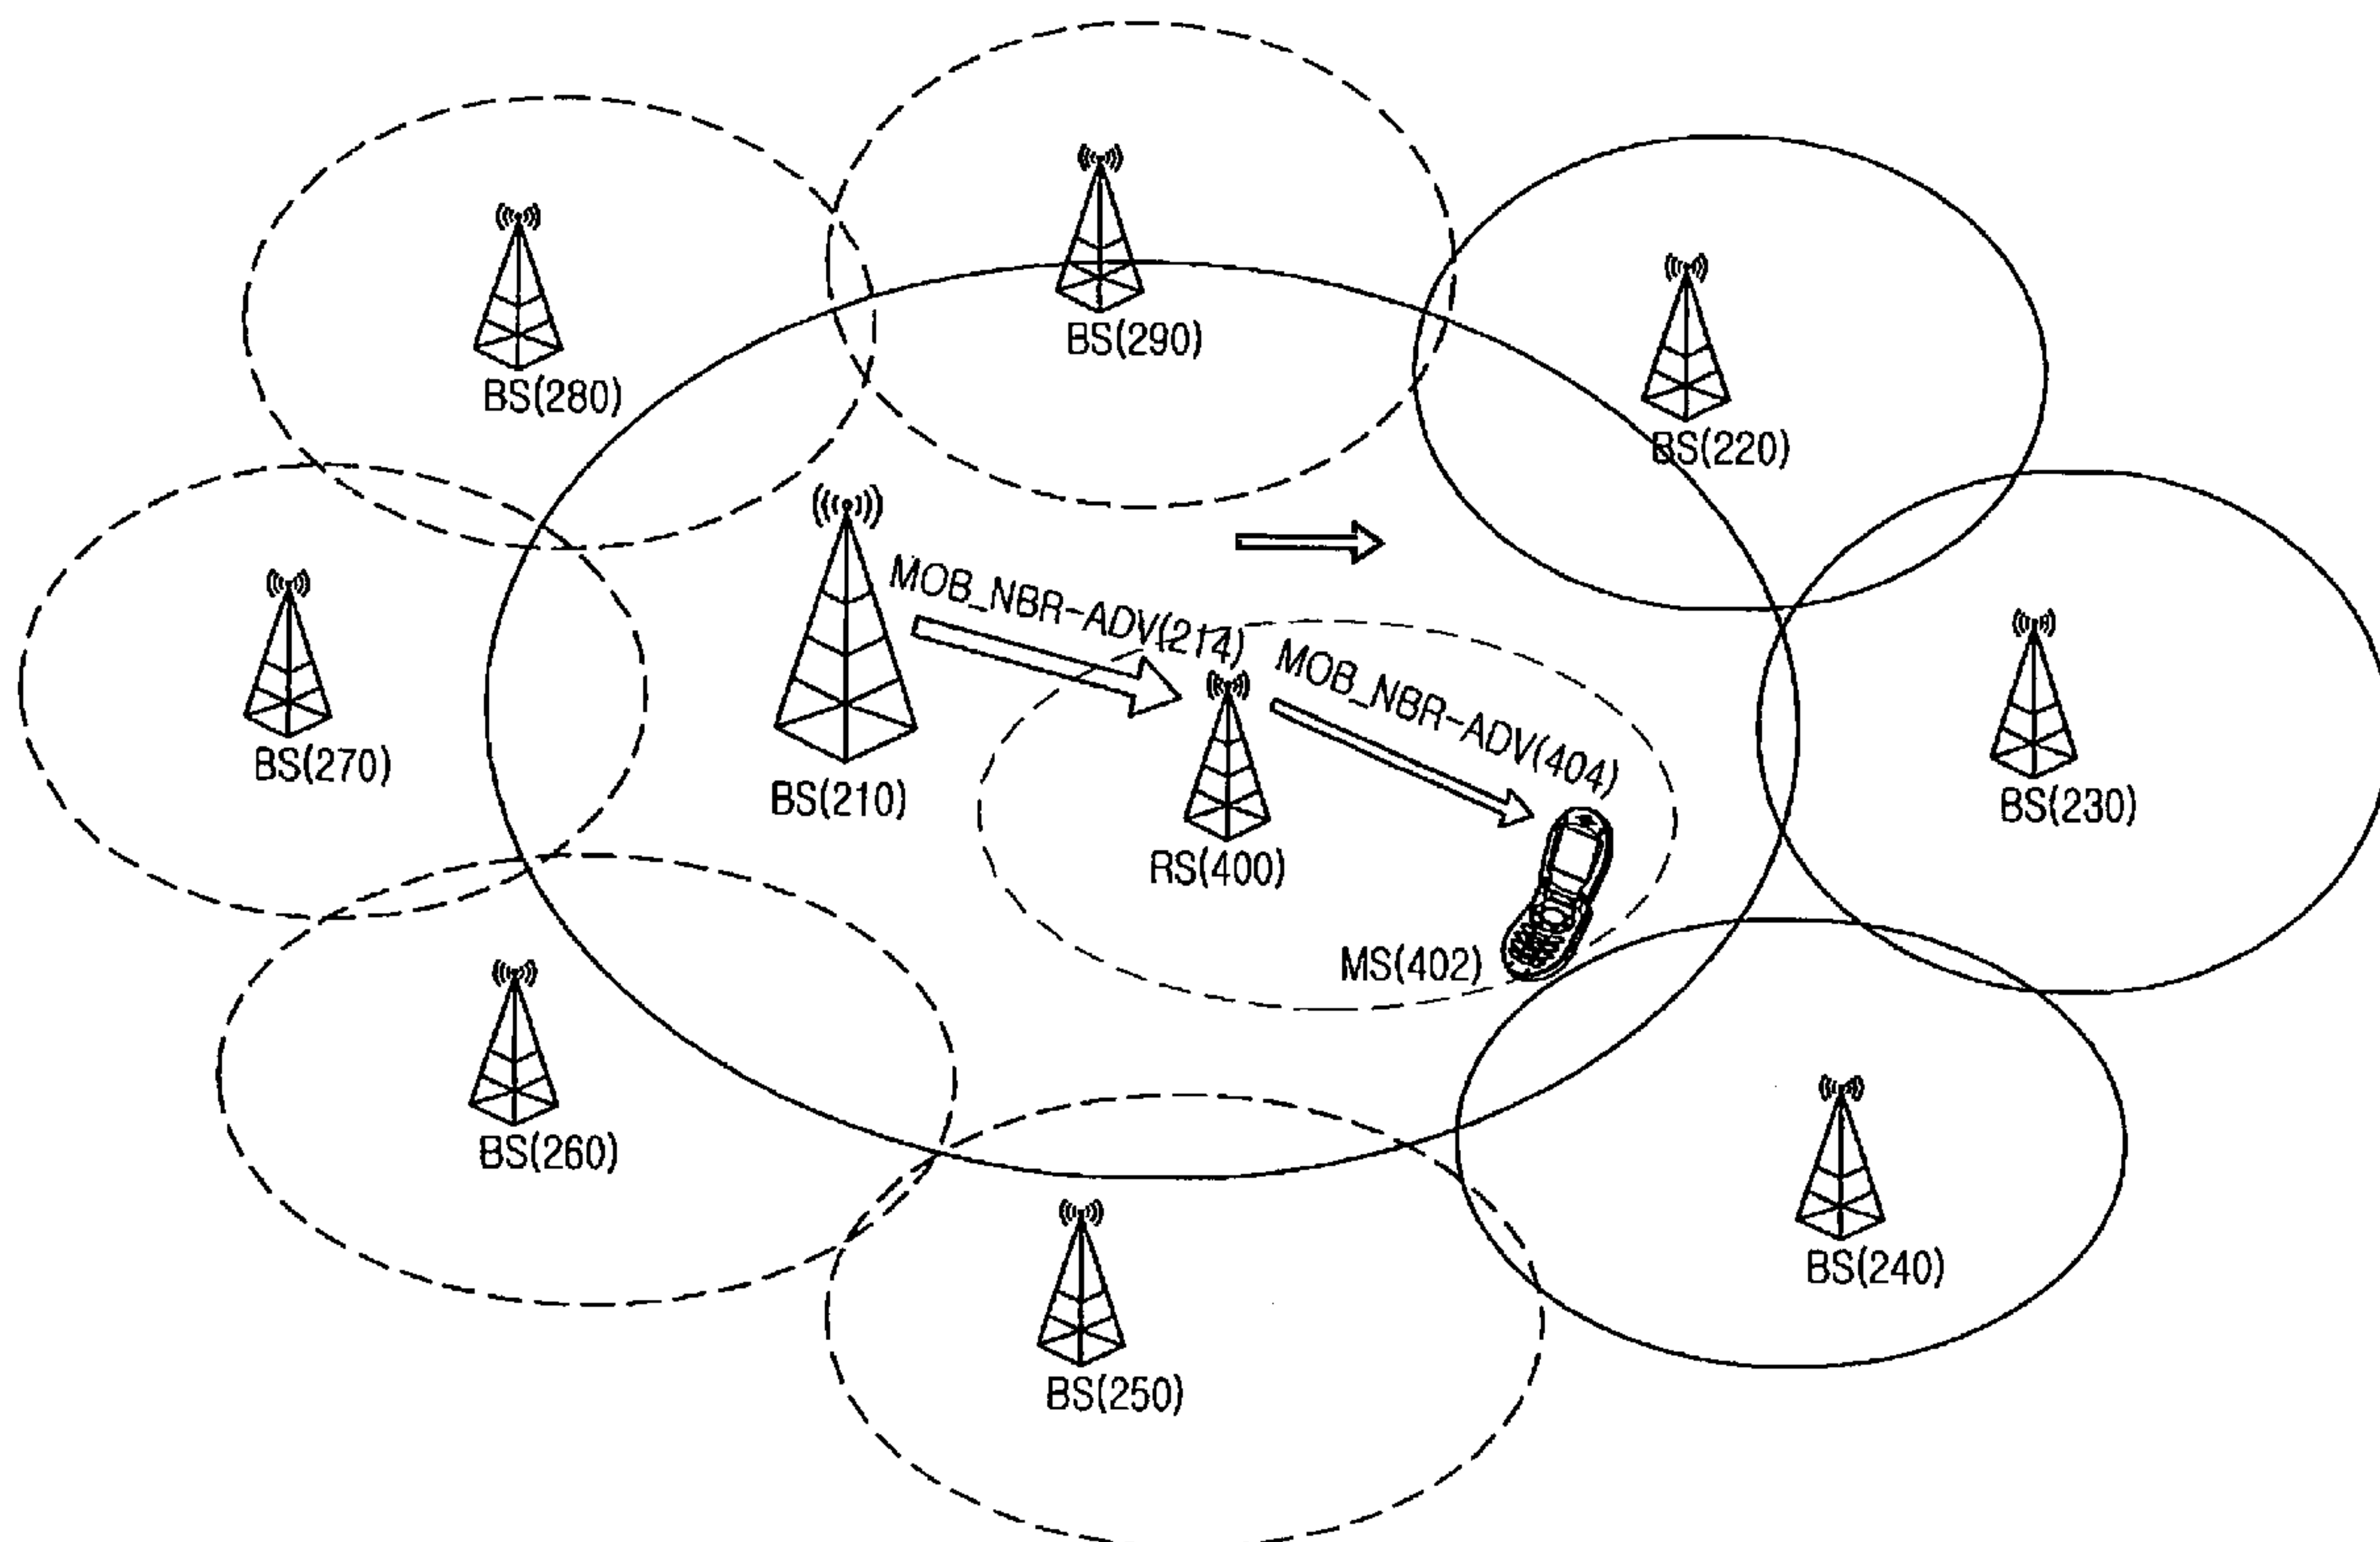 BS(290)
BS(280)
BS(220)
MOB_NBR-ADV(214)
MOB_NBR-ADV(404)
BS(270)
BS(210)
BS(230)
RS(400)
MS(402)
BS(260)
BS(240)
BS(250)